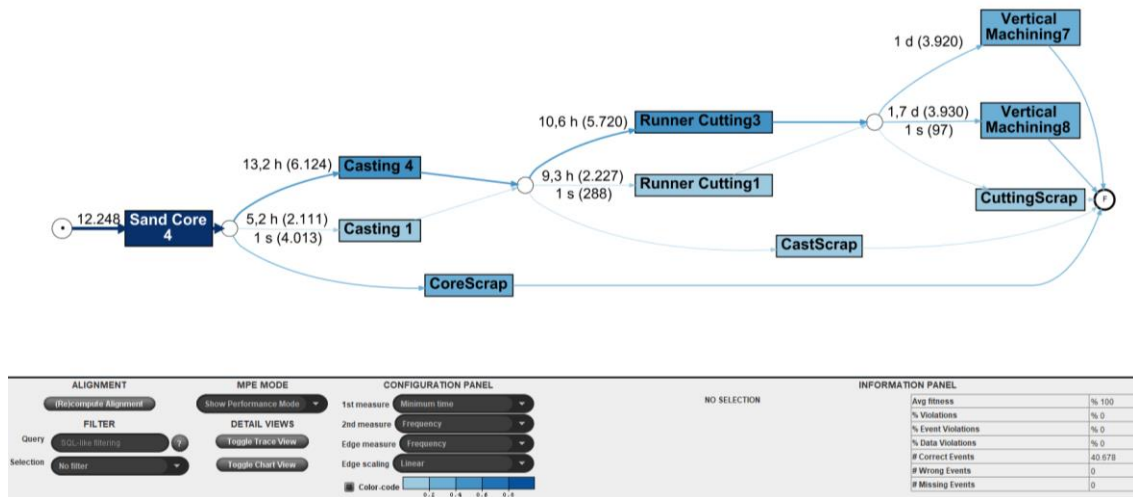 Vertical
Machining7
1 d (3.920)
10,6 h (5.720)
Runner Cutting3
1,7 d (3.930)
1 s (97)
Vertical
Machining8
13,2 h (6.124)
Casting 4
9,3 h (2.227)
1 s (288)
Runner Cutting1
CuttingScrap
F
12.248
Sand Core
4
5,2 h (2.111)
1 s (4.013)
Casting 1
CastScrap
CoreScrap
ALIGNMENT
(Re)compute Alignment
FILTER
Query
SQL-like filtering
?
Selection
No filter
MPE MODE
Show Performance Mode
DETAIL VIEWS
Toggle Trace View
Toggle Chart View
CONFIGURATION PANEL
1st measure
Minimum time
2nd measure
Frequency
Edge measure
Frequency
Edge scaling
Linear
Color-code
NO SELECTION
INFORMATION PANEL
Avg fitness % 100
% Violations % 0
% Event Violations % 0
% Data Violations % 0
# Correct Events 40.678
# Wrong Events 0
# Missing Events 0